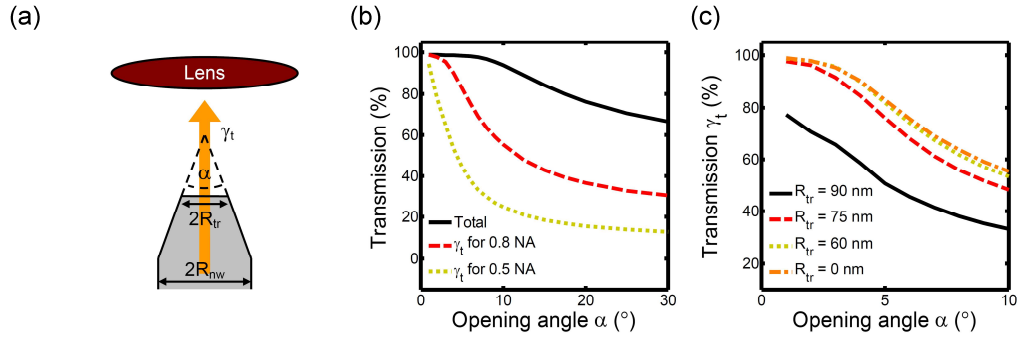 (a)
Lens
γt
α
2Rtr
2Rnw
(b)
Transmission (%)
100
80
60
40
20
0
Total
γt for 0.8 NA
γt for 0.5 NA
0
10
20
30
Opening angle α (°)
(c)
Transmission γt (%)
100
80
60
40
20
Rtr = 90 nm
Rtr = 75 nm
Rtr = 60 nm
Rtr = 0 nm
0
5
10
Opening angle α (°)